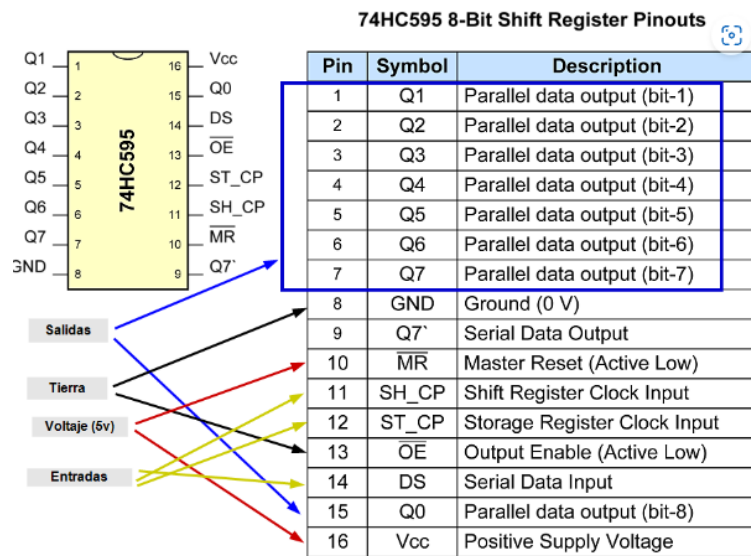 74HC595 8-Bit Shift Register Pinouts
Q1 1 16 Vcc
Q2 2 15 Q0
Q3 3 14 DS
Q4 4 13 OE
Q5 5 12 ST_CP
Q6 6 11 SH_CP
Q7 7 10 MR
GND 8 9 Q7`
74HC595
Salidas
Tierra
Voltaje (5v)
Entradas
Pin Symbol Description
1 Q1 Parallel data output (bit-1)
2 Q2 Parallel data output (bit-2)
3 Q3 Parallel data output (bit-3)
4 Q4 Parallel data output (bit-4)
5 Q5 Parallel data output (bit-5)
6 Q6 Parallel data output (bit-6)
7 Q7 Parallel data output (bit-7)
8 GND Ground (0 V)
9 Q7` Serial Data Output
10 MR Master Reset (Active Low)
11 SH_CP Shift Register Clock Input
12 ST_CP Storage Register Clock Input
13 OE Output Enable (Active Low)
14 DS Serial Data Input
15 Q0 Parallel data output (bit-8)
16 Vcc Positive Supply Voltage